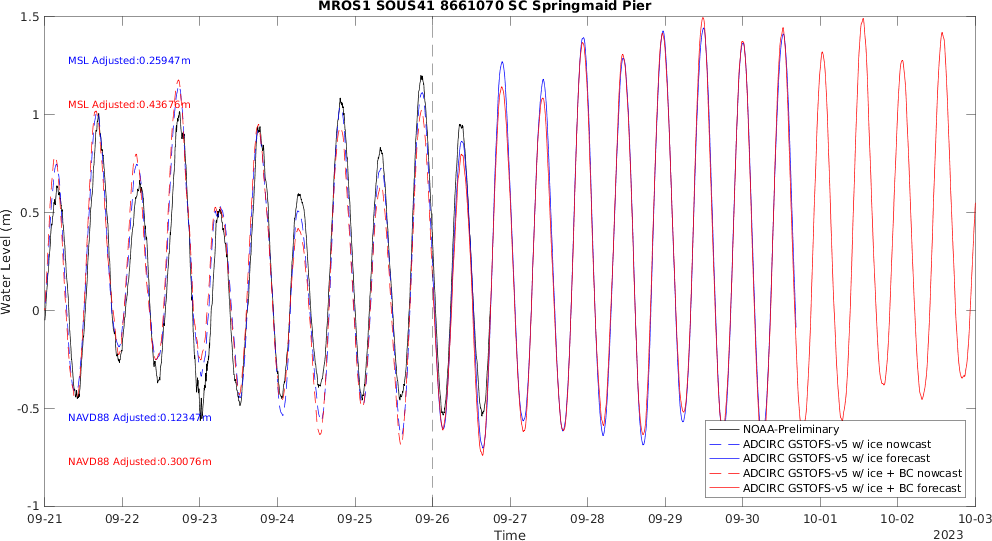 MROS1 SOUS41 8661070 SC Springmaid Pier
1.5
1
0.5
0
-0.5
-1
Water Level (m)
MSL Adjusted:0.25947m
MSL Adjusted:0.43675m
NAVD88 Adjusted:0.12347m
NAVD88 Adjusted:0.30076m
NOAA-Preliminary
ADCIRC GSTOFS-v5 w/ ice nowcast
ADCIRC GSTOFS-v5 w/ ice forecast
ADCIRC GSTOFS-v5 w/ ice + BC nowcast
ADCIRC GSTOFS-v5 w/ ice + BC forecast
09-21 09-22 09-23 09-24 09-25 09-26 09-27 09-28 09-29 09-30 10-01 10-02 10-03
Time
2023